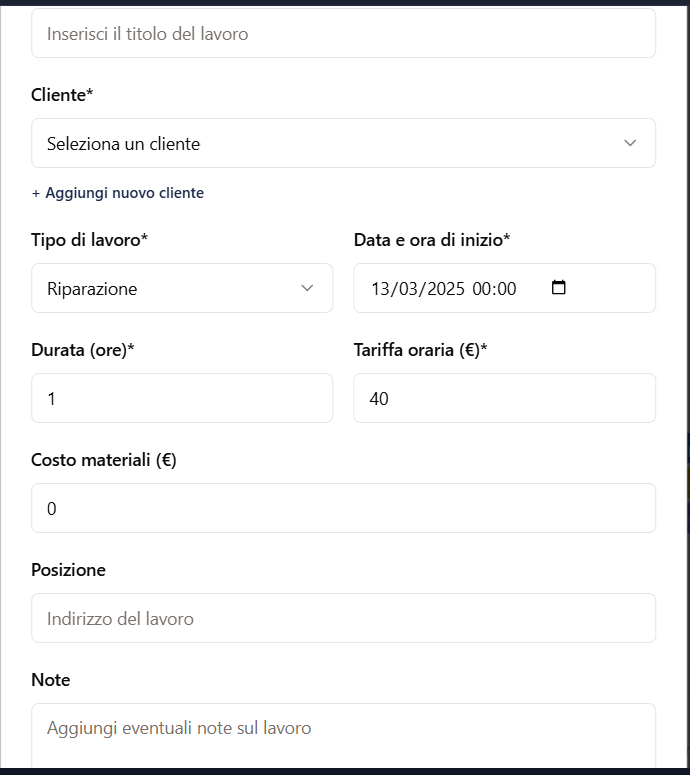 Inserisci il titolo del lavoro
Cliente*
Seleziona un cliente
+ Aggiungi nuovo cliente
Tipo di lavoro* Data e ora di inizio*
Riparazione 13/03/2025 00:00
Durata (ore)* Tariffa oraria (€)*
1 40
Costo materiali (€)
0
Posizione
Indirizzo del lavoro
Note
Aggiungi eventuali note sul lavoro